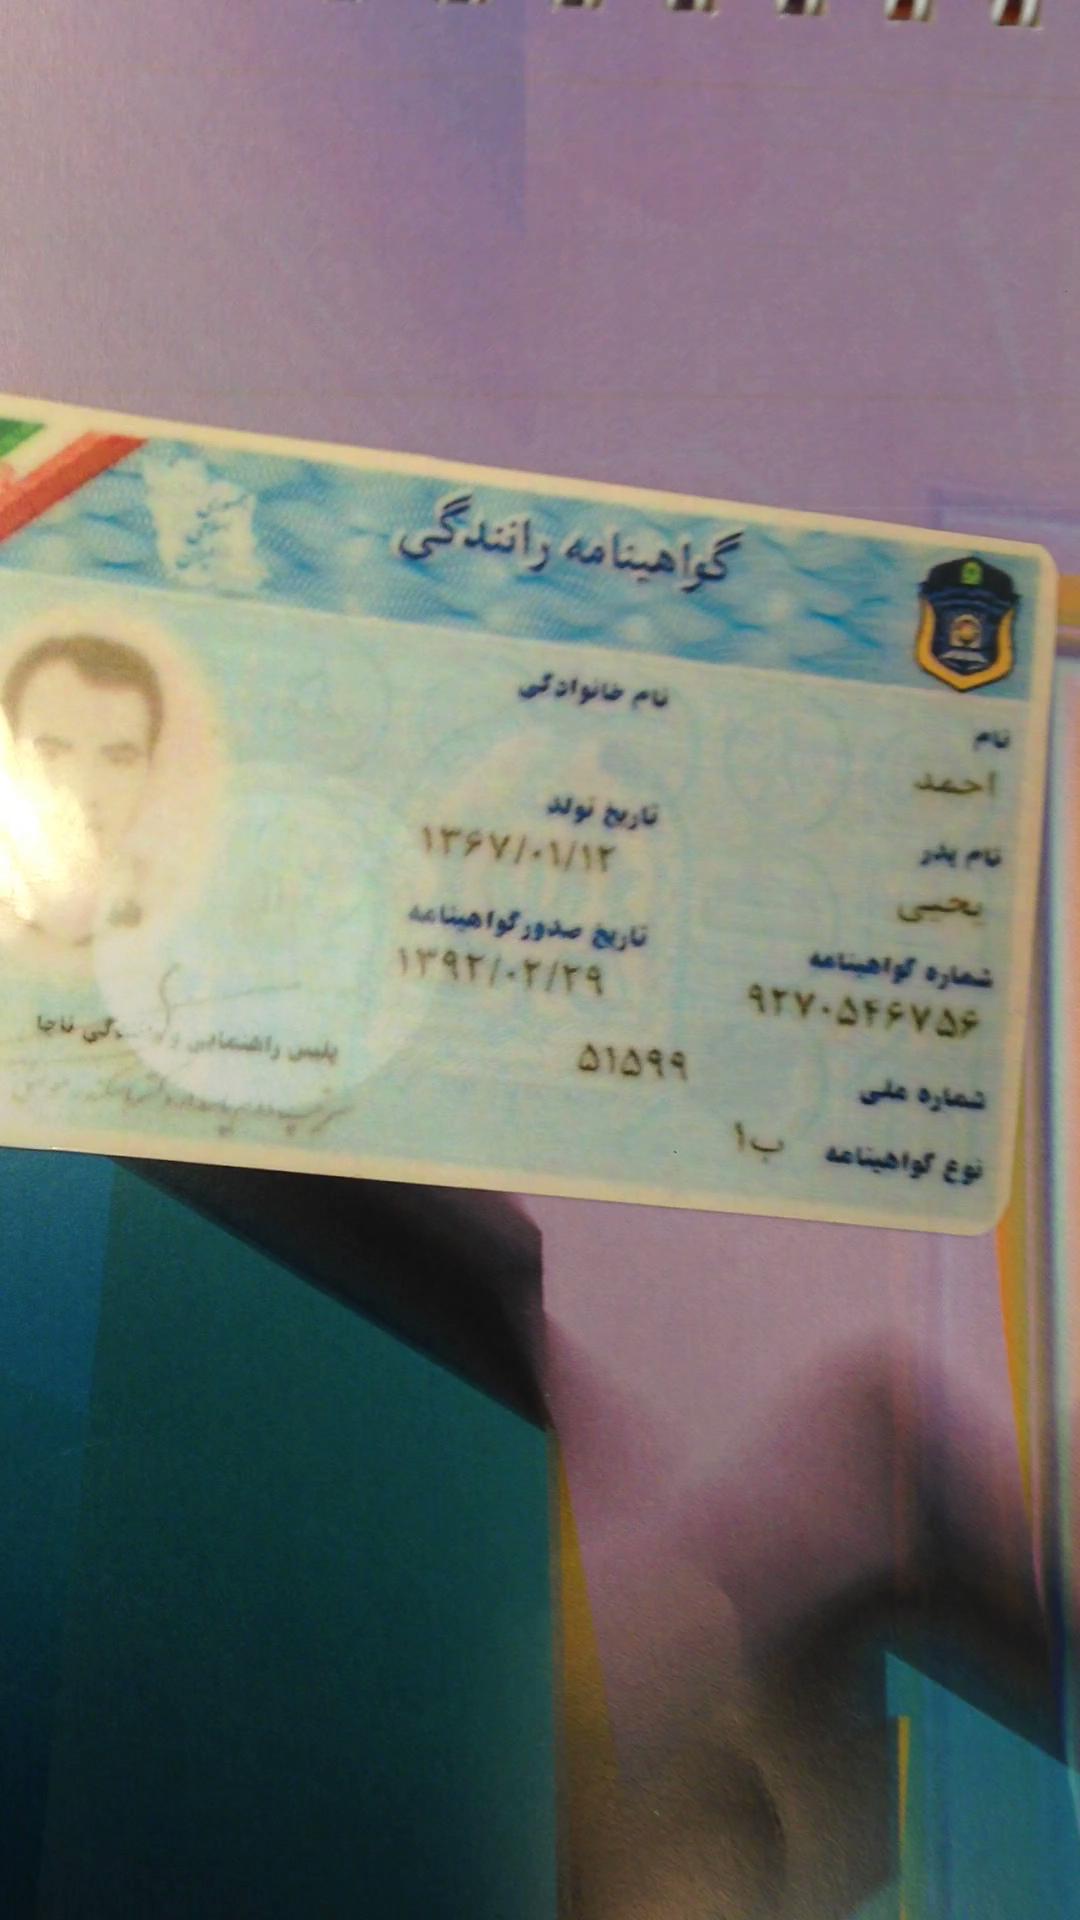 گواهینامه رانندگی
نام
احمد
نام خانوادگی
نام پدر
یحیی
تاریخ تولد
۱۳۶۷/۰۱/۱۲
شماره گواهینامه
۹۲۷۰۵۴۶۷۵۶
تاریخ صدور گواهینامه
۱۳۹۲/۰۲/۲۹
شماره ملی
۵۱۵۹۹
نوع گواهینامه ب۱
پلیس راهنمایی و ناجا